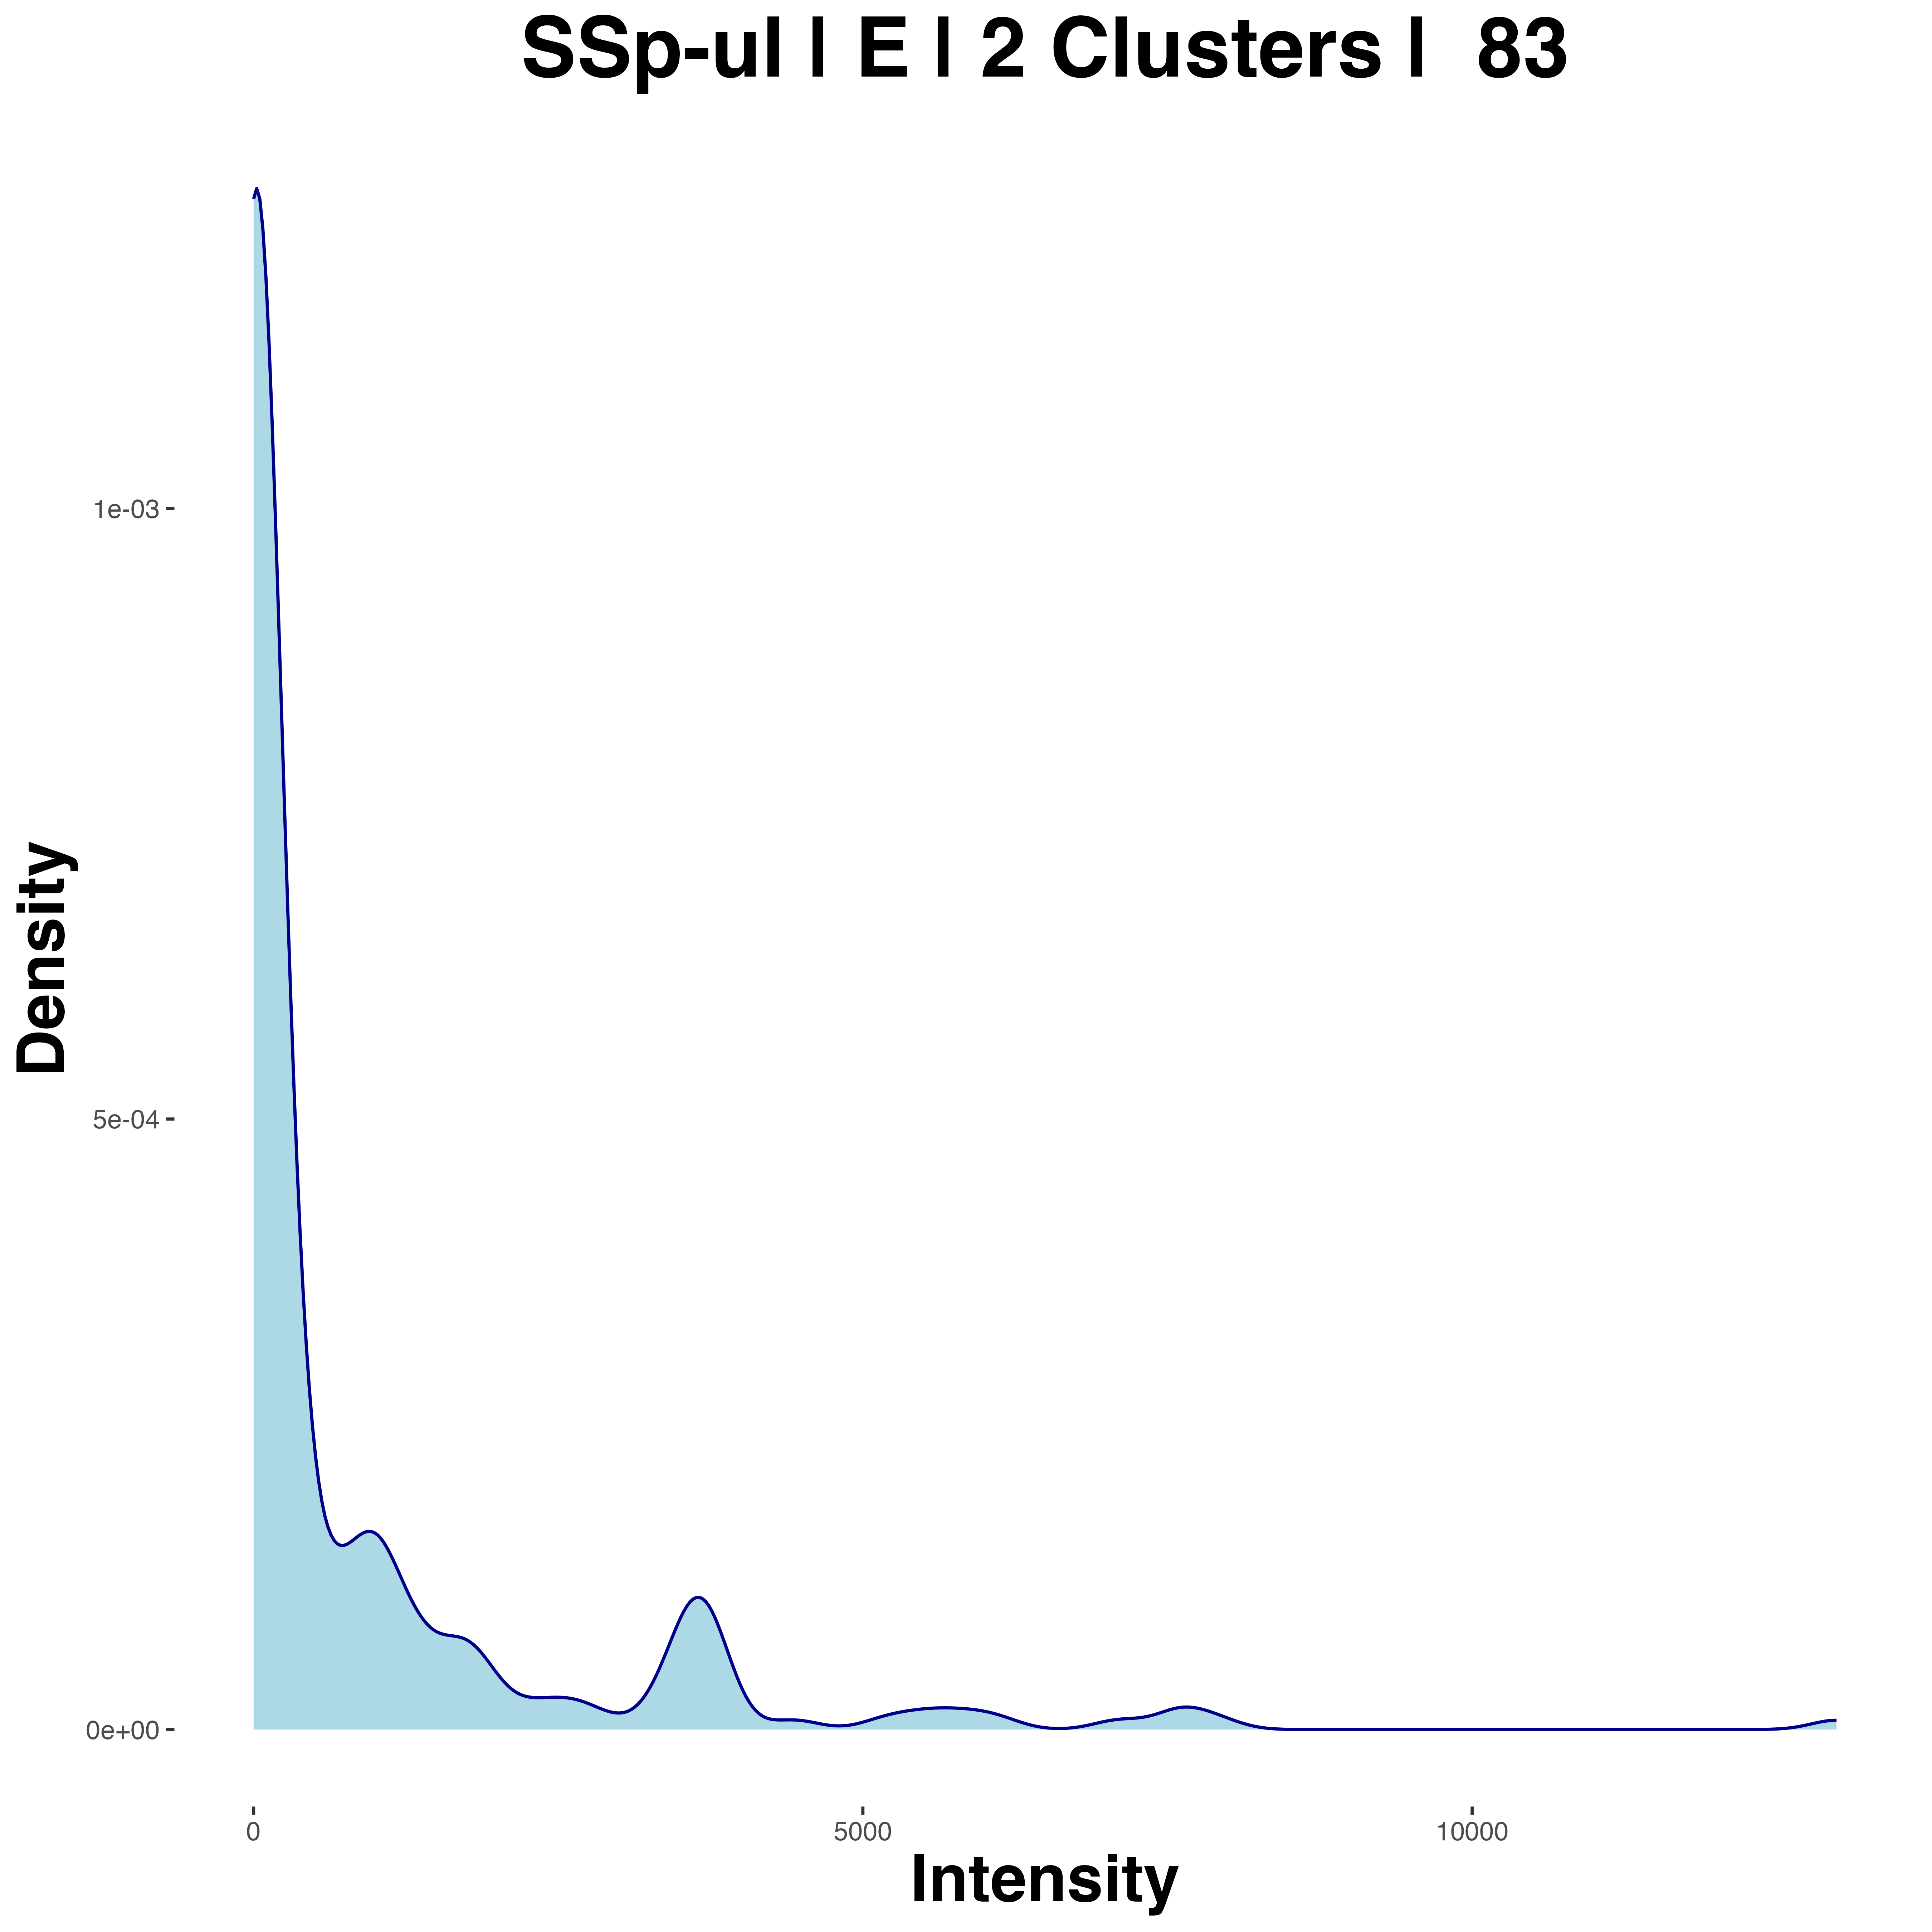 SSp-ul | E | 2 Clusters | 83
Density
1e-03
5e-04
0e+00
0 5000 10000
Intensity